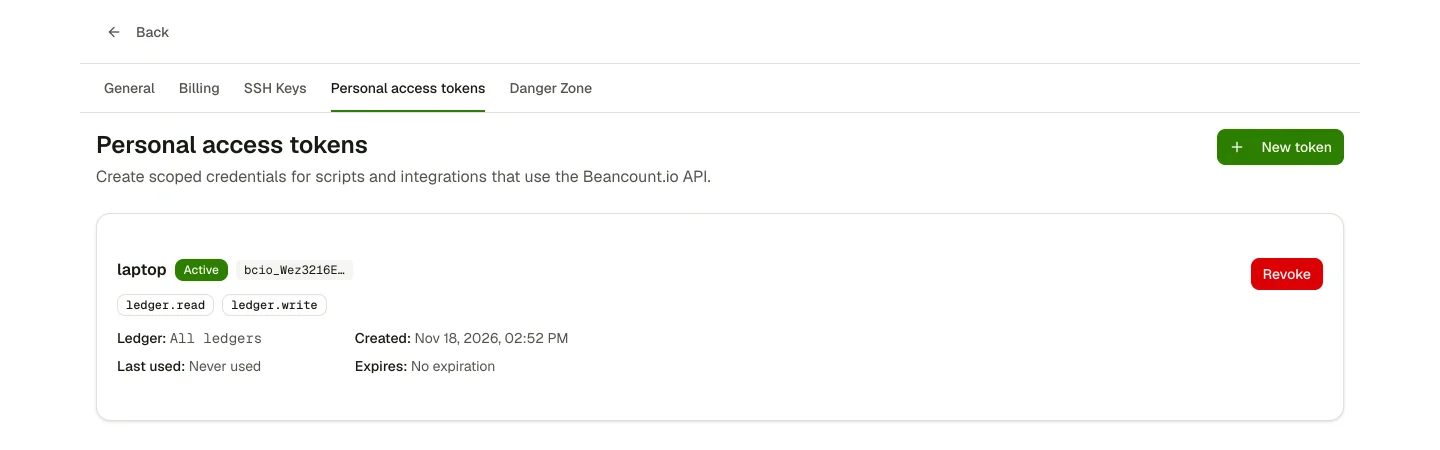 Back
General Billing SSH Keys Personal access tokens Danger Zone
Personal access tokens
New token
Create scoped credentials for scripts and integrations that use the Beancount.io API.
laptop Active bcio_Wez3216E…
Revoke
ledger.read ledger.write
Ledger: All ledgers Created: Nov 18, 2026, 02:52 PM
Last used: Never used Expires: No expiration